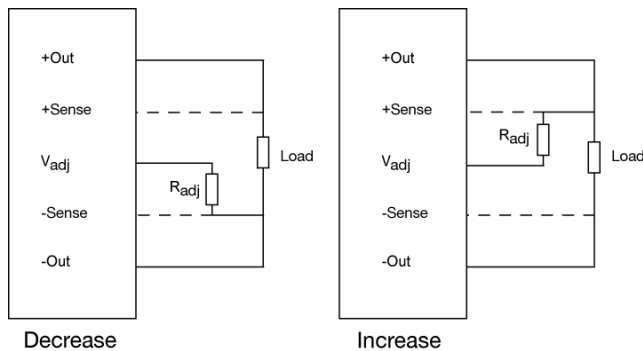 +Out
+Sense
Vadj
-Sense
-Out
Radj
Load
Decrease
+Out
+Sense
Vadj
-Sense
-Out
Radj
Load
Increase